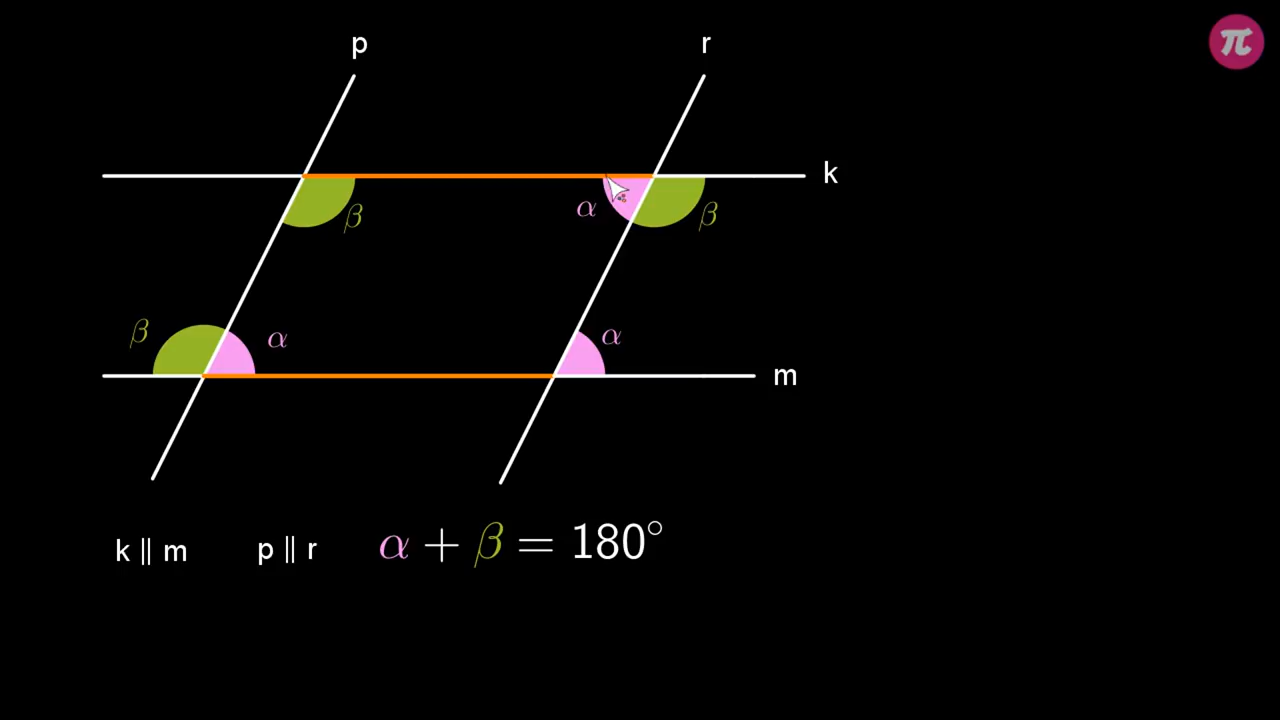 p r
k
α β β
β α α
m
k ∥ m p ∥ r α + β = 180°
π